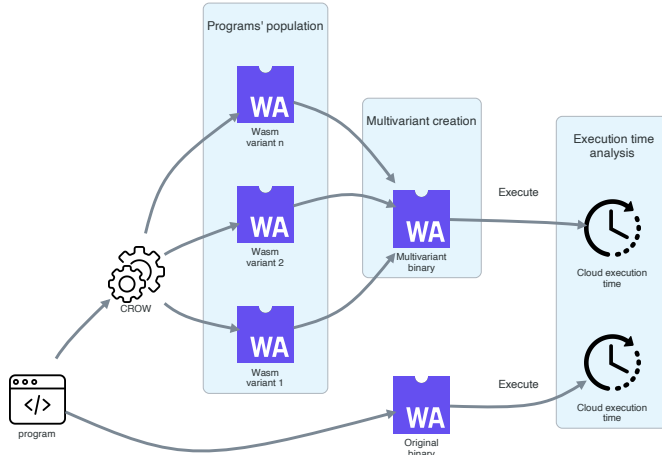 Programs' population
WA
Wasm
variant n
WA
Wasm
variant 2
WA
Wasm
variant 1
CROW
</>
program
Multivariant creation
WA
Multivariant
binary
Execute
Execution time
analysis
Cloud execution
time
WA
Original
binary
Execute
Cloud execution
time